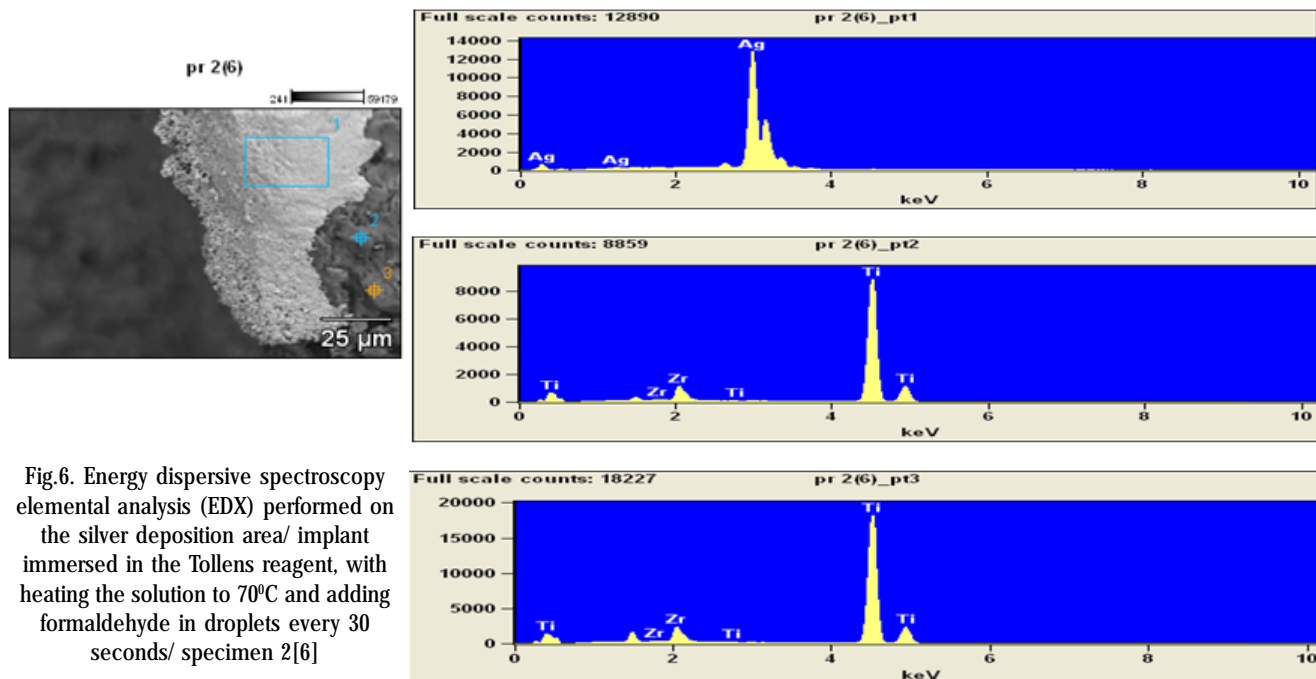 pr 2(6)
241 59179
1
2
3
25 μm
Full scale counts: 12890 pr 2(6)_pt1
14000
12000
10000
8000
6000
4000
2000
0
Ag
Ag
Ag
0 2 4 6 8 10
keV
Full scale counts: 8859 pr 2(6)_pt2
8000
6000
4000
2000
0
Ti
Ti
Zr
Zr
Ti
Ti
0 2 4 6 8 10
keV
Full scale counts: 18227 pr 2(6)_pt3
20000
15000
10000
5000
0
Ti
Ti
Zr
Zr
Ti
Ti
0 2 4 6 8 10
keV
Fig.6. Energy dispersive spectroscopy
elemental analysis (EDX) performed on
the silver deposition area/ implant
immersed in the Tollens reagent, with
heating the solution to 70⁰C and adding
formaldehyde in droplets every 30
seconds/ specimen 2[6]